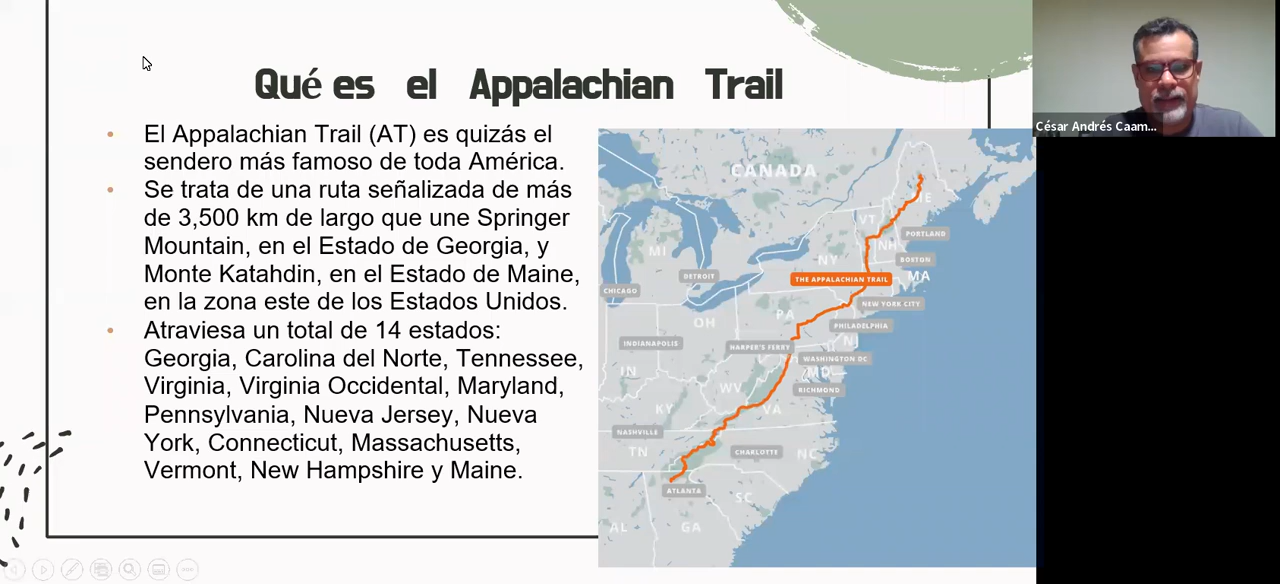 Qué es el Appalachian Trail
El Appalachian Trail (AT) es quizás el
sendero más famoso de toda América.
Se trata de una ruta señalizada de más
de 3,500 km de largo que une Springer
Mountain, en el Estado de Georgia, y
Monte Katahdin, en el Estado de Maine,
en la zona este de los Estados Unidos.
Atraviesa un total de 14 estados:
Georgia, Carolina del Norte, Tennessee,
Virginia, Virginia Occidental, Maryland,
Pennsylvania, Nueva Jersey, Nueva
York, Connecticut, Massachusetts,
Vermont, New Hampshire y Maine.
CANADA
VT
PORTLAND
MI
NH
NY
BOSTON
DETROIT
THE APPALACHIAN TRAIL
MA
CHICAGO
NEW YORK CITY
PA
OH
PHILADELPHIA
INDIANAPOLIS
HARPER'S FERRY
WASHINGTON DC
IN
MD
WV
RICHMOND
KY
VA
NASHVILLE
TN
CHARLOTTE
NC
ATLANTA
SC
AL
GA
César Andrés Caam...